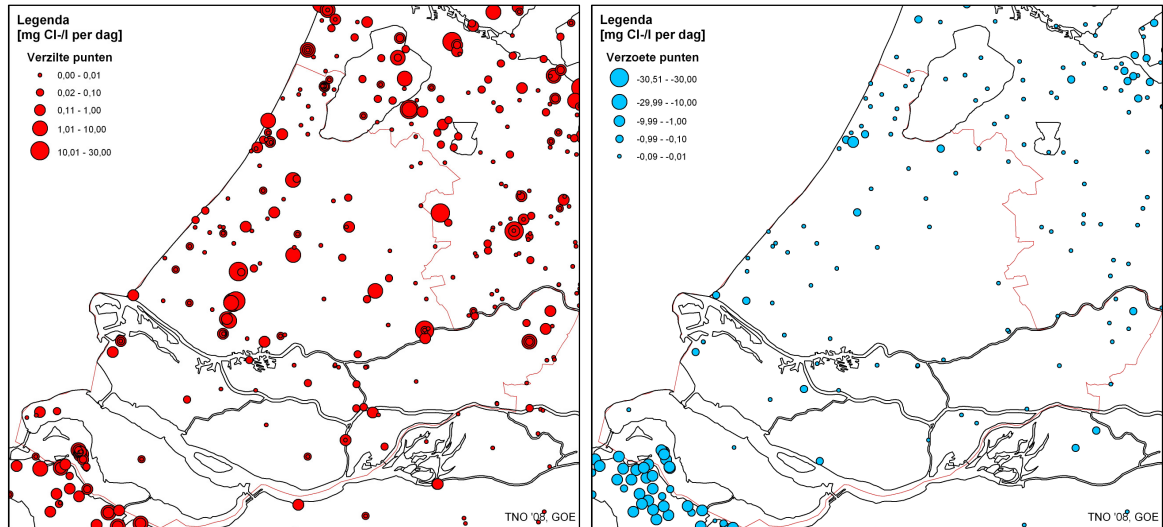 Legenda
[mg Cl-/l per dag]
Verzilte punten
0,00 - 0,01
0,02 - 0,10
0,11 - 1,00
1,01 - 10,00
10,01 - 30,00
TNO '08, GOE
Legenda
[mg Cl-/l per dag]
Verzoete punten
-30,51 - -30,00
-29,99 - -10,00
-9,99 - -1,00
-0,99 - -0,10
-0,09 - -0,01
TNO '08, GOE